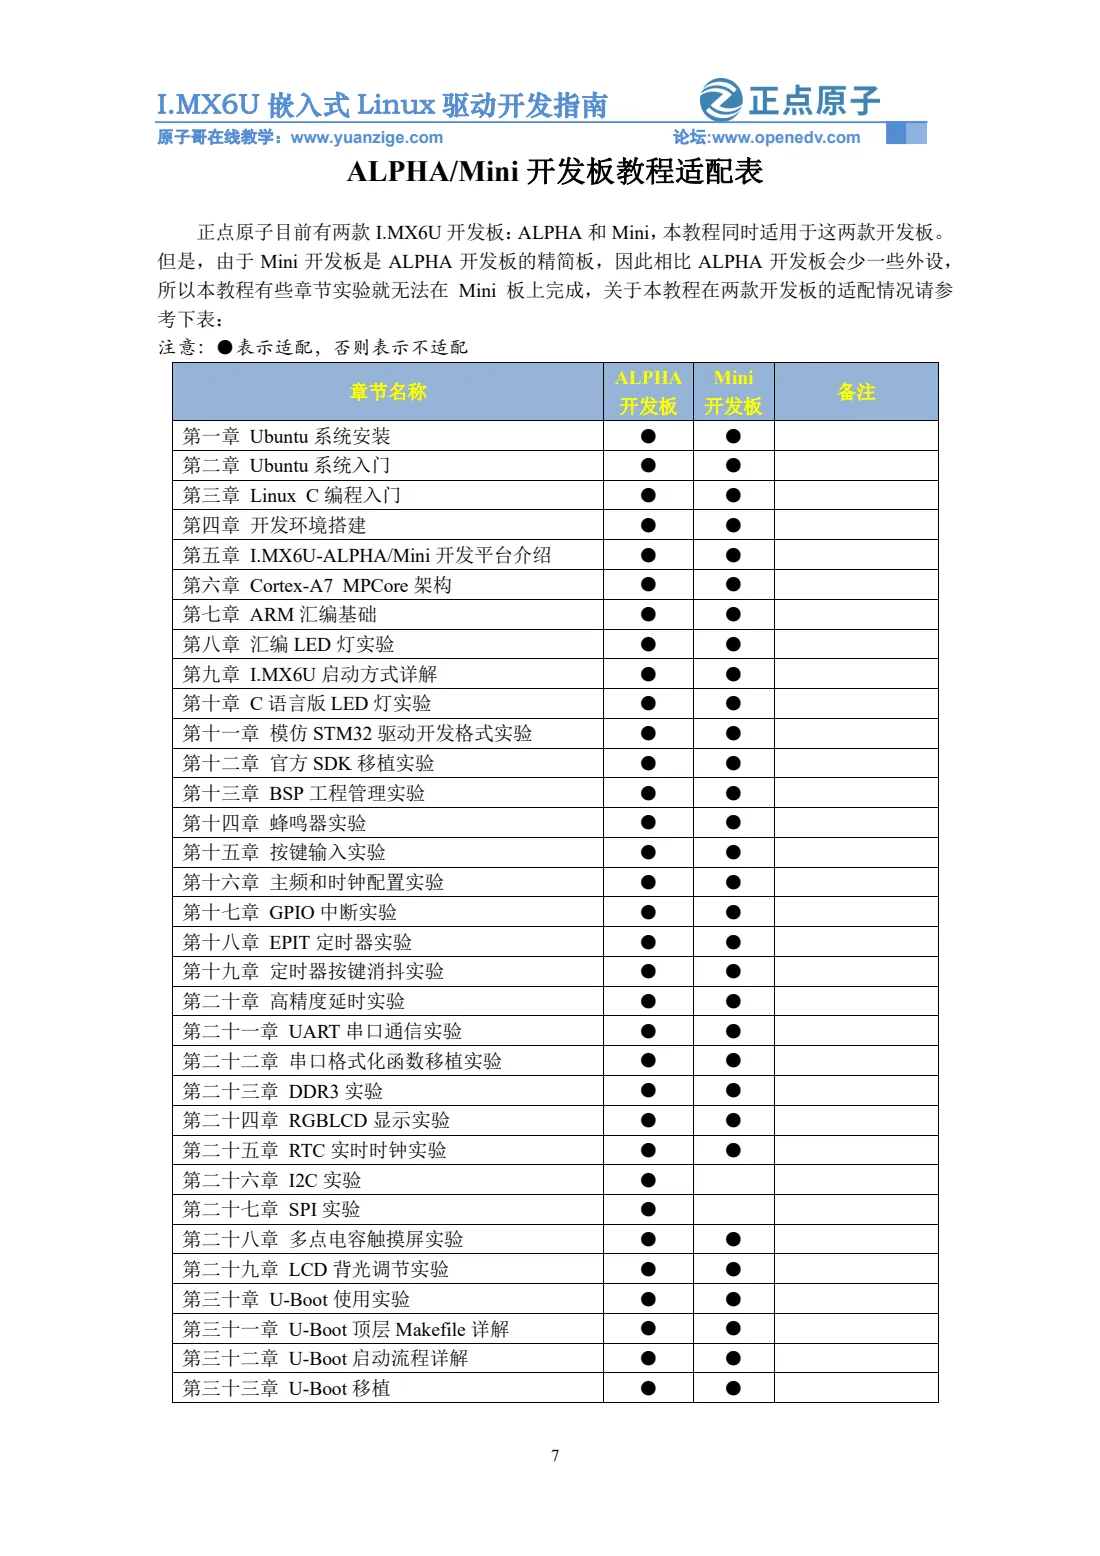 I.MX6U 嵌入式 Linux 驱动开发指南
正点原子
原子哥在线教学：www.yuanzige.com 论坛:www.openedv.com
ALPHA/Mini 开发板教程适配表
正点原子目前有两款 I.MX6U 开发板：ALPHA 和 Mini，本教程同时适用于这两款开发板。
但是，由于 Mini 开发板是 ALPHA 开发板的精简板，因此相比 ALPHA 开发板会少一些外设，
所以本教程有些章节实验就无法在 Mini 板上完成，关于本教程在两款开发板的适配情况请参
考下表：
注意：●表示适配，否则表示不适配
章节名称 ALPHA 开发板 Mini 开发板 备注
第一章 Ubuntu 系统安装 ● ●
第二章 Ubuntu 系统入门 ● ●
第三章 Linux C 编程入门 ● ●
第四章 开发环境搭建 ● ●
第五章 I.MX6U-ALPHA/Mini 开发平台介绍 ● ●
第六章 Cortex-A7 MPCore 架构 ● ●
第七章 ARM 汇编基础 ● ●
第八章 汇编 LED 灯实验 ● ●
第九章 I.MX6U 启动方式详解 ● ●
第十章 C 语言版 LED 灯实验 ● ●
第十一章 模仿 STM32 驱动开发格式实验 ● ●
第十二章 官方 SDK 移植实验 ● ●
第十三章 BSP 工程管理实验 ● ●
第十四章 蜂鸣器实验 ● ●
第十五章 按键输入实验 ● ●
第十六章 主频和时钟配置实验 ● ●
第十七章 GPIO 中断实验 ● ●
第十八章 EPIT 定时器实验 ● ●
第十九章 定时器按键消抖实验 ● ●
第二十章 高精度延时实验 ● ●
第二十一章 UART 串口通信实验 ● ●
第二十二章 串口格式化函数移植实验 ● ●
第二十三章 DDR3 实验 ● ●
第二十四章 RGBLCD 显示实验 ● ●
第二十五章 RTC 实时时钟实验 ● ●
第二十六章 I2C 实验 ●
第二十七章 SPI 实验 ●
第二十八章 多点电容触摸屏实验 ● ●
第二十九章 LCD 背光调节实验 ● ●
第三十章 U-Boot 使用实验 ● ●
第三十一章 U-Boot 顶层 Makefile 详解 ● ●
第三十二章 U-Boot 启动流程详解 ● ●
第三十三章 U-Boot 移植 ● ●
7